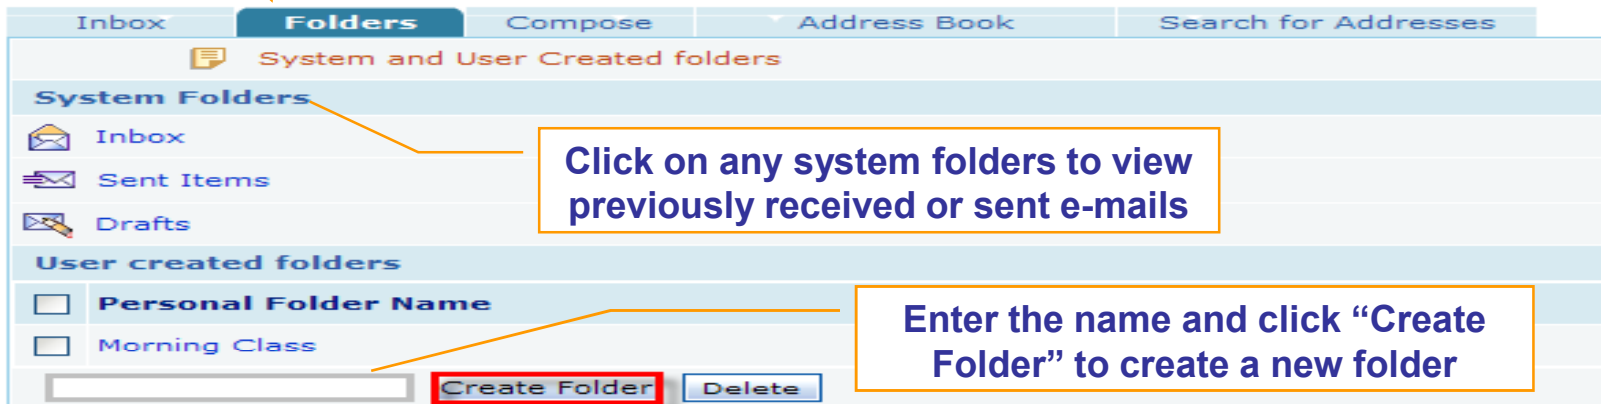 Inbox Folders Compose Address Book Search for Addresses
System and User Created folders
System Folders
Inbox
Click on any system folders to view
previously received or sent e-mails
Sent Items
Drafts
User created folders
Personal Folder Name
Enter the name and click “Create
Folder” to create a new folder
Morning Class
Create Folder Delete